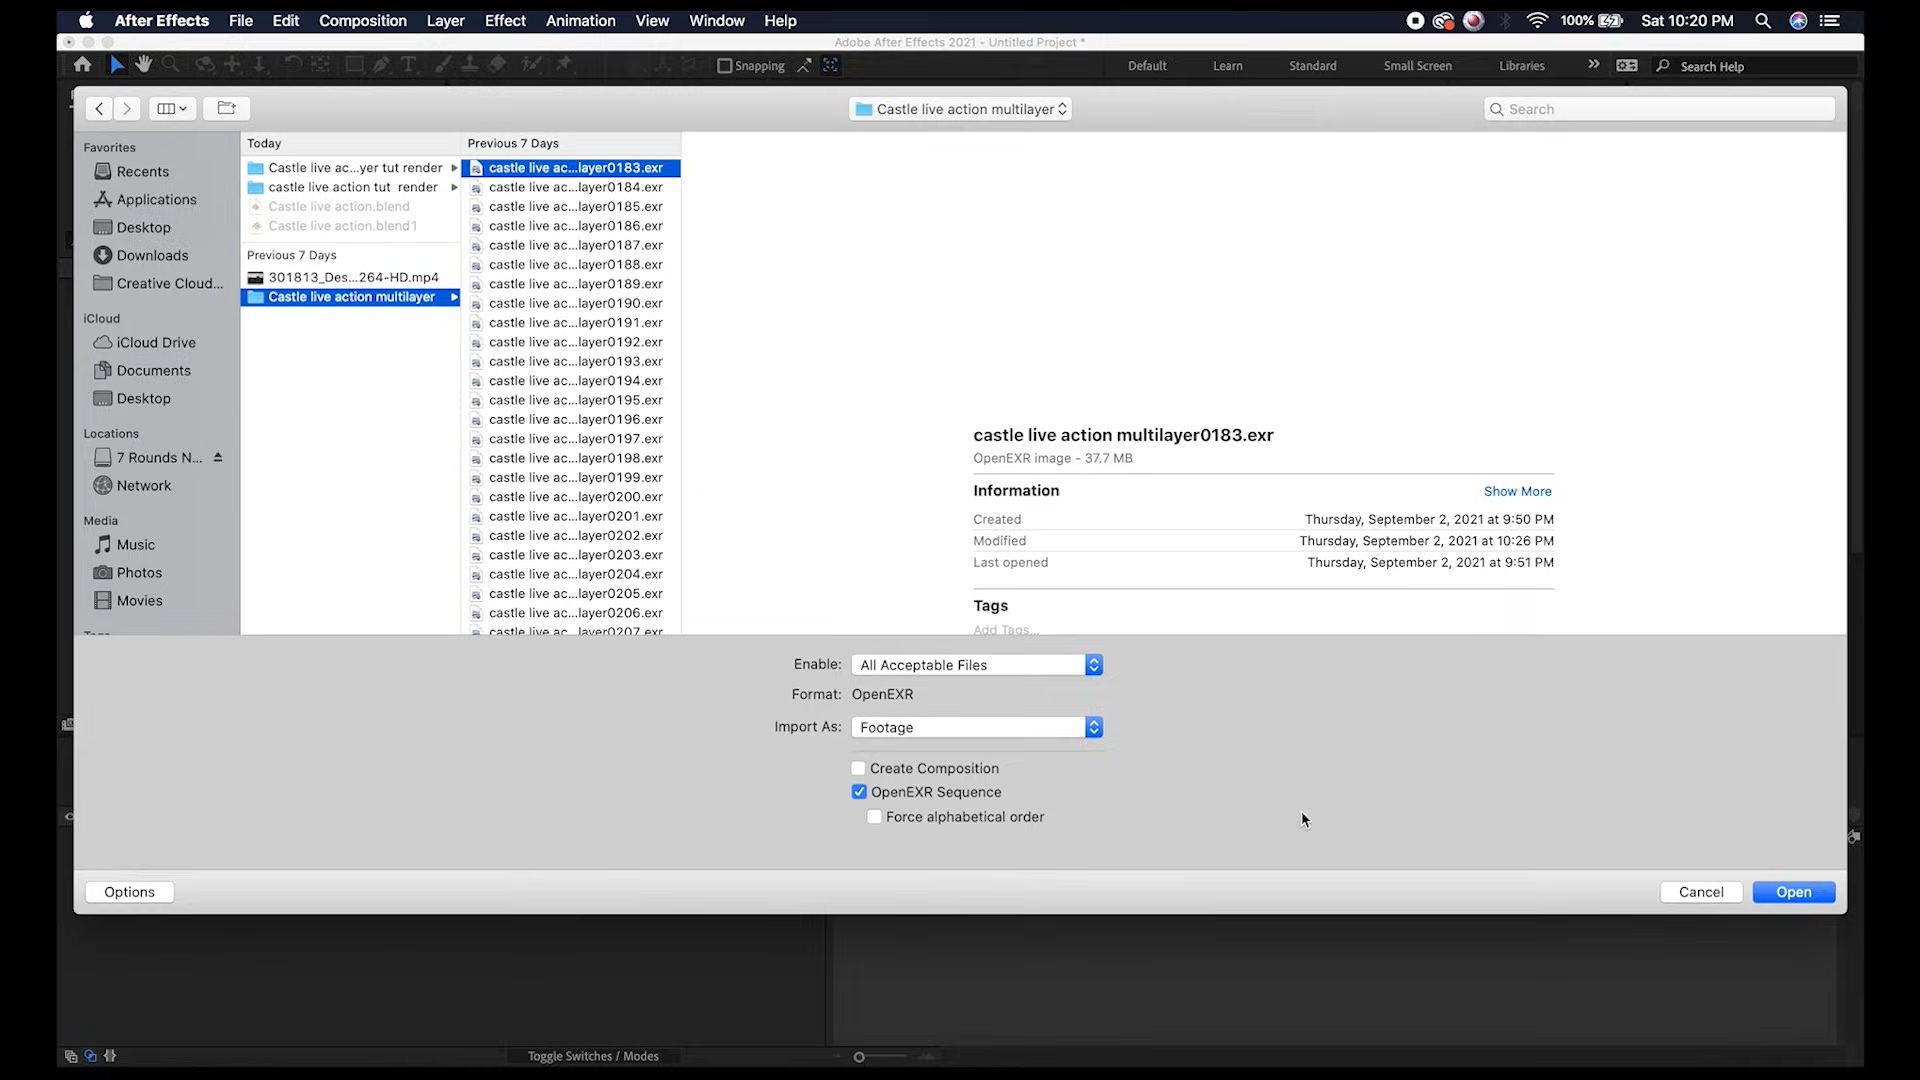 After Effects File Edit Composition Layer Effect Animation View Window Help 100% Sat 10:20 PM
Adobe After Effects 2021 - Untitled Project *
Snapping Default Learn Standard Small Screen Libraries Search Help
Castle live action multilayer Search
Favorites
Recents
Applications
Desktop
Downloads
Creative Cloud...
iCloud
iCloud Drive
Documents
Desktop
Locations
7 Rounds N...
Network
Media
Music
Photos
Movies
Today
Castle live ac...yer tut render
castle live action tut render
Castle live action.blend
Castle live action.blend1
Previous 7 Days
301813_Des...264-HD.mp4
Castle live action multilayer
Previous 7 Days
castle live ac...layer0183.exr
castle live ac...layer0184.exr
castle live ac...layer0185.exr
castle live ac...layer0186.exr
castle live ac...layer0187.exr
castle live ac...layer0188.exr
castle live ac...layer0189.exr
castle live ac...layer0190.exr
castle live ac...layer0191.exr
castle live ac...layer0192.exr
castle live ac...layer0193.exr
castle live ac...layer0194.exr
castle live ac...layer0195.exr
castle live ac...layer0196.exr
castle live ac...layer0197.exr
castle live ac...layer0198.exr
castle live ac...layer0199.exr
castle live ac...layer0200.exr
castle live ac...layer0201.exr
castle live ac...layer0202.exr
castle live ac...layer0203.exr
castle live ac...layer0204.exr
castle live ac...layer0205.exr
castle live ac...layer0206.exr
castle live ac...layer0207.exr
castle live action multilayer0183.exr
OpenEXR image - 37.7 MB
Information Show More
Created Thursday, September 2, 2021 at 9:50 PM
Modified Thursday, September 2, 2021 at 10:26 PM
Last opened Thursday, September 2, 2021 at 9:51 PM
Tags
Add Tags...
Enable: All Acceptable Files
Format: OpenEXR
Import As: Footage
Create Composition
OpenEXR Sequence
Force alphabetical order
Options Cancel Open
Toggle Switches / Modes